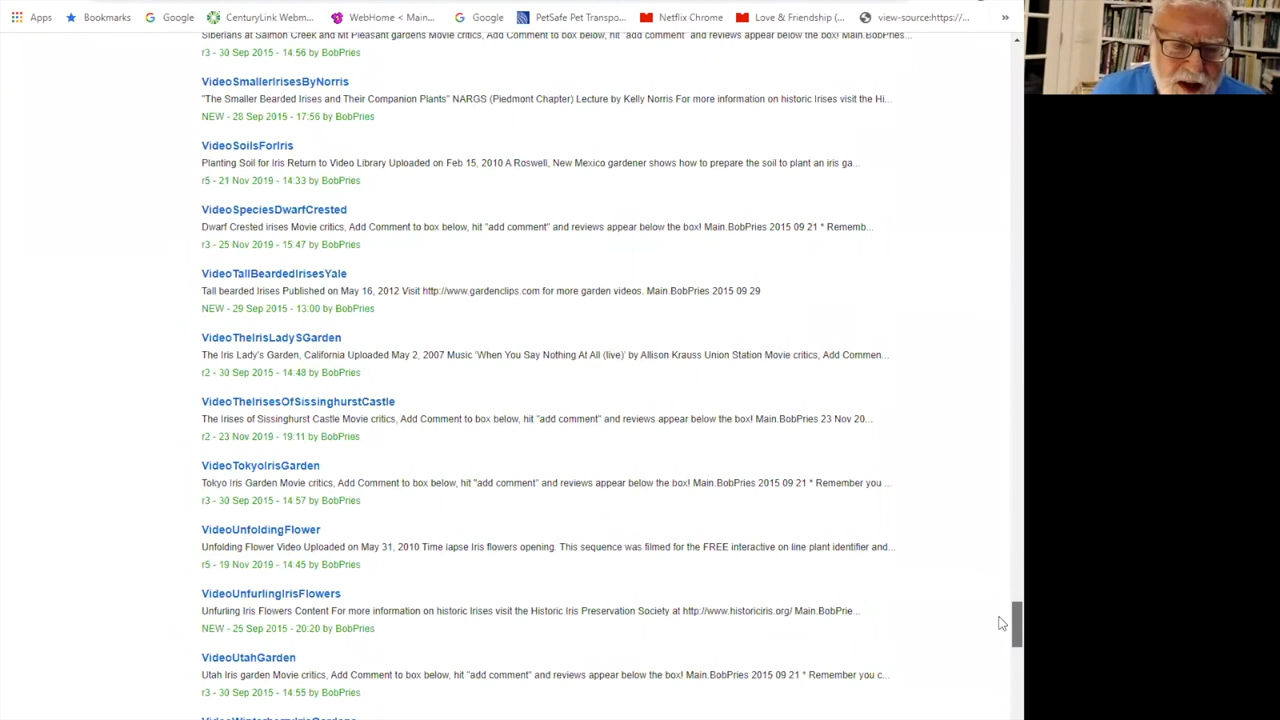 Apps Bookmarks Google CenturyLink Webm... WebHome < Main... Google PetSafe Pet Transpo... Netflix Chrome Love & Friendship (... view-source:https://... »
Siberians at Salmon Creek and Mt Pleasant gardens Movie critics, Add Comment to box below, hit "add comment" and reviews appear below the box! Main.BobPries...
r3 - 30 Sep 2015 - 14:56 by BobPries
VideoSmallerIrisesByNorris
"The Smaller Bearded Irises and Their Companion Plants" NARGS (Piedmont Chapter) Lecture by Kelly Norris For more information on historic Irises visit the Hi...
NEW - 28 Sep 2015 - 17:56 by BobPries
VideoSoilsForIris
Planting Soil for Iris Return to Video Library Uploaded on Feb 15, 2010 A Roswell, New Mexico gardener shows how to prepare the soil to plant an iris ga...
r5 - 21 Nov 2019 - 14:33 by BobPries
VideoSpeciesDwarfCrested
Dwarf Crested irises Movie critics, Add Comment to box below, hit "add comment" and reviews appear below the box! Main.BobPries 2015 09 21 * Rememb...
r3 - 25 Nov 2019 - 15:47 by BobPries
VideoTallBeardedIrisesYale
Tall bearded Irises Published on May 16, 2012 Visit http://www.gardenclips.com for more garden videos. Main.BobPries 2015 09 29
NEW - 29 Sep 2015 - 13:00 by BobPries
VideoTheIrisLadySGarden
The Iris Lady's Garden, California Uploaded May 2, 2007 Music 'When You Say Nothing At All (live)' by Allison Krauss Union Station Movie critics, Add Commen...
r2 - 30 Sep 2015 - 14:48 by BobPries
VideoTheIrisesOfSissinghurstCastle
The Irises of Sissinghurst Castle Movie critics, Add Comment to box below, hit "add comment" and reviews appear below the box! Main.BobPries 23 Nov 20...
r2 - 23 Nov 2019 - 19:11 by BobPries
VideoTokyoIrisGarden
Tokyo Iris Garden Movie critics, Add Comment to box below, hit "add comment" and reviews appear below the box! Main.BobPries 2015 09 21 * Remember you ...
r3 - 30 Sep 2015 - 14:57 by BobPries
VideoUnfoldingFlower
Unfolding Flower Video Uploaded on May 31, 2010 Time lapse Iris flowers opening. This sequence was filmed for the FREE interactive on line plant identifier and...
r5 - 19 Nov 2019 - 14:45 by BobPries
VideoUnfurlingIrisFlowers
Unfurling Iris Flowers Content For more information on historic Irises visit the Historic Iris Preservation Society at http://www.historiciris.org/ Main.BobPrie...
NEW - 25 Sep 2015 - 20:20 by BobPries
VideoUtahGarden
Utah Iris garden Movie critics, Add Comment to box below, hit "add comment" and reviews appear below the box! Main.BobPries 2015 09 21 * Remember you c...
r3 - 30 Sep 2015 - 14:55 by BobPries